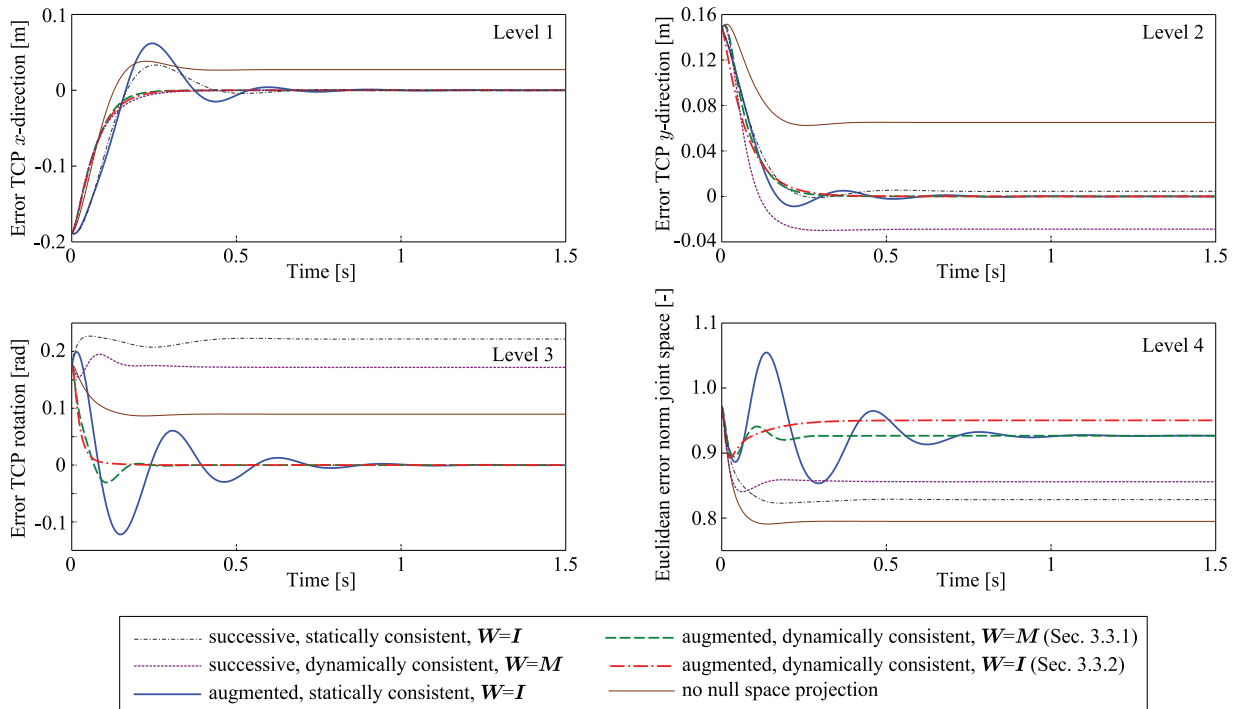 0.1
0
-0.1
-0.2
Error TCP x-direction [m]
Level 1
0 0.5 1 1.5
Time [s]
0.16
0.12
0.08
0.04
0
-0.04
Error TCP y-direction [m]
Level 2
0 0.5 1 1.5
Time [s]
0.2
0.1
0
-0.1
Error TCP rotation [rad]
Level 3
0 0.5 1 1.5
Time [s]
1.1
1.0
0.9
0.8
Euclidean error norm joint space [-]
Level 4
0 0.5 1 1.5
Time [s]
successive, statically consistent, W=I
successive, dynamically consistent, W=M
augmented, statically consistent, W=I
augmented, dynamically consistent, W=M (Sec. 3.3.1)
augmented, dynamically consistent, W=I (Sec. 3.3.2)
no null space projection